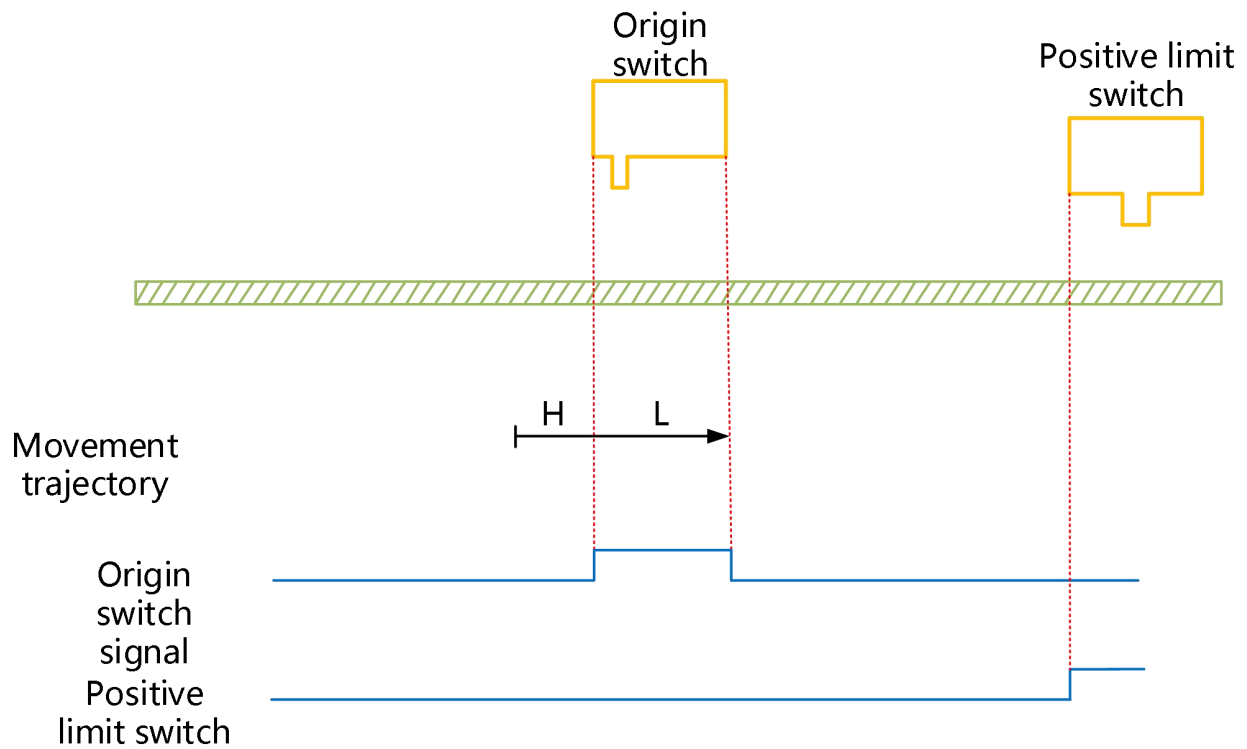 Origin
switch
Positive limit
switch
H
L
Movement
trajectory
Origin
switch
signal
Positive
limit switch